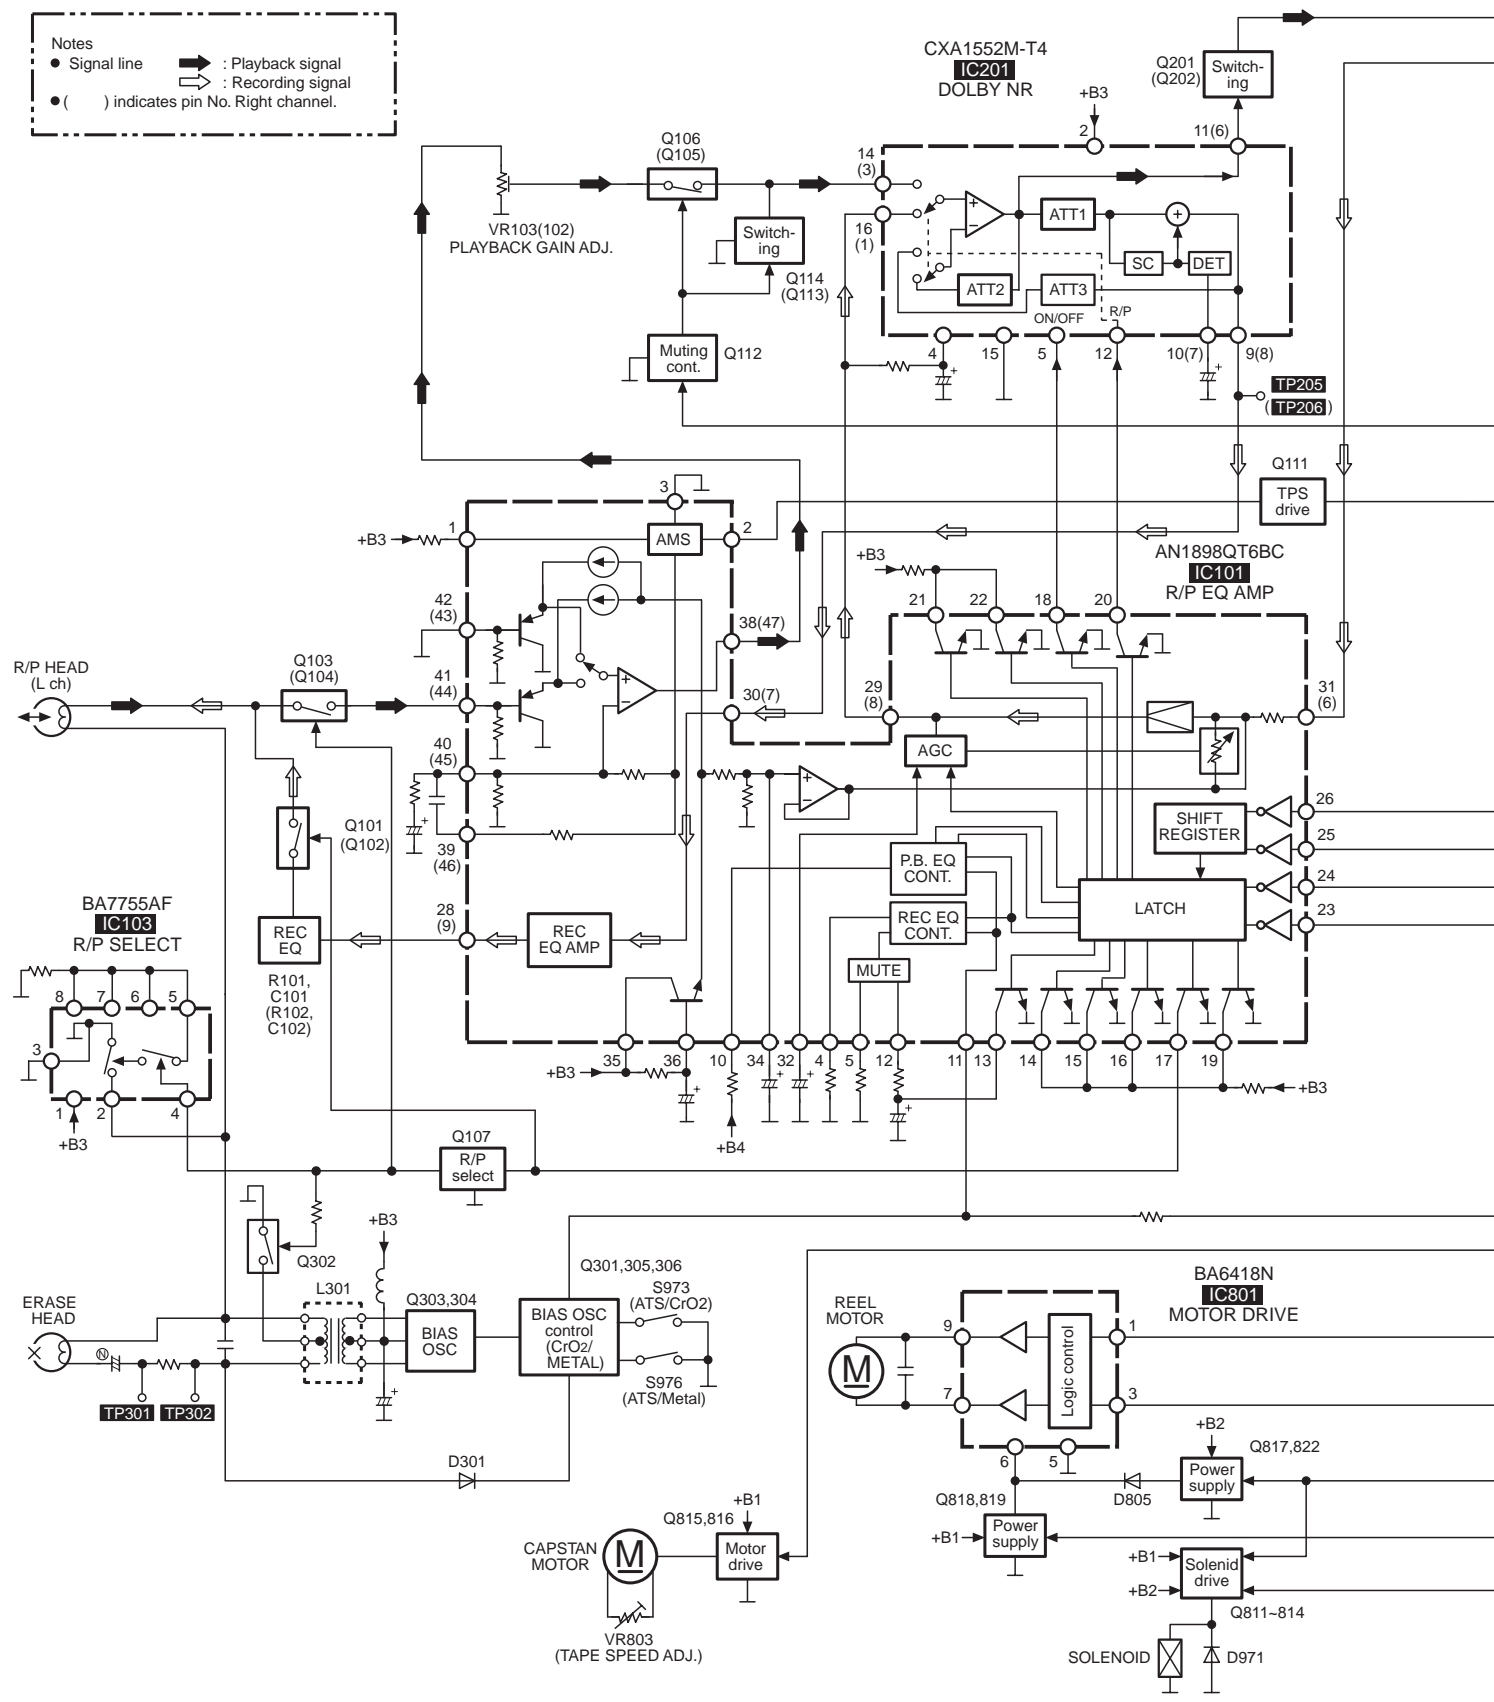 Notes
● Signal line : Playback signal
: Recording signal
● ( ) indicates pin No. Right channel.
CXA1552M-T4
IC201
DOLBY NR
+B3
2
11(6)
Q201
(Q202)
Switch-
ing
Q106
(Q105)
14
(3)
16
(1)
VR103(102)
PLAYBACK GAIN ADJ.
Switch-
ing
Q114
(Q113)
Muting
cont.
Q112
+
−
ATT1
+
SC
DET
ATT2
ATT3
ON/OFF
R/P
4
15
5
12
10(7)
9(8)
+
+
TP205
(TP206)
Q111
TPS
drive
3
+B3
1
AMS
2
42
(43)
38(47)
R/P HEAD
(L ch)
Q103
(Q104)
41
(44)
+
−
30(7)
40
(45)
+
39
(46)
Q101
(Q102)
AN1898QT6BC
IC101
R/P EQ AMP
+B3
21
22
18
20
29
(8)
31
(6)
AGC
+
−
SHIFT
REGISTER
26
25
24
23
P.B. EQ
CONT.
REC EQ
CONT.
LATCH
MUTE
BA7755AF
IC103
R/P SELECT
REC
EQ
R101,
C101
(R102,
C102)
28
(9)
REC
EQ AMP
8
7
6
5
3
1
2
4
+B3
35
36
10
34
32
4
5
12
11
13
14
15
16
17
19
+B3
+
+B4
+
+
+
+B3
Q107
R/P
select
Q302
+B3
L301
Q303,304
BIAS
OSC
+
Q301,305,306
BIAS OSC
control
(CrO2/
METAL)
S973
(ATS/CrO2)
S976
(ATS/Metal)
ERASE
HEAD
N
TP301
TP302
D301
BA6418N
IC801
MOTOR DRIVE
REEL
MOTOR
M
9
7
Logic control
1
3
6
5
+B2
Q817,822
Power
supply
D805
Q818,819
+B1
Power
supply
+B1
+B2
Solenid
drive
Q811~814
SOLENOID
D971
+B1
Q815,816
Motor
drive
CAPSTAN
MOTOR
M
VR803
(TAPE SPEED ADJ.)